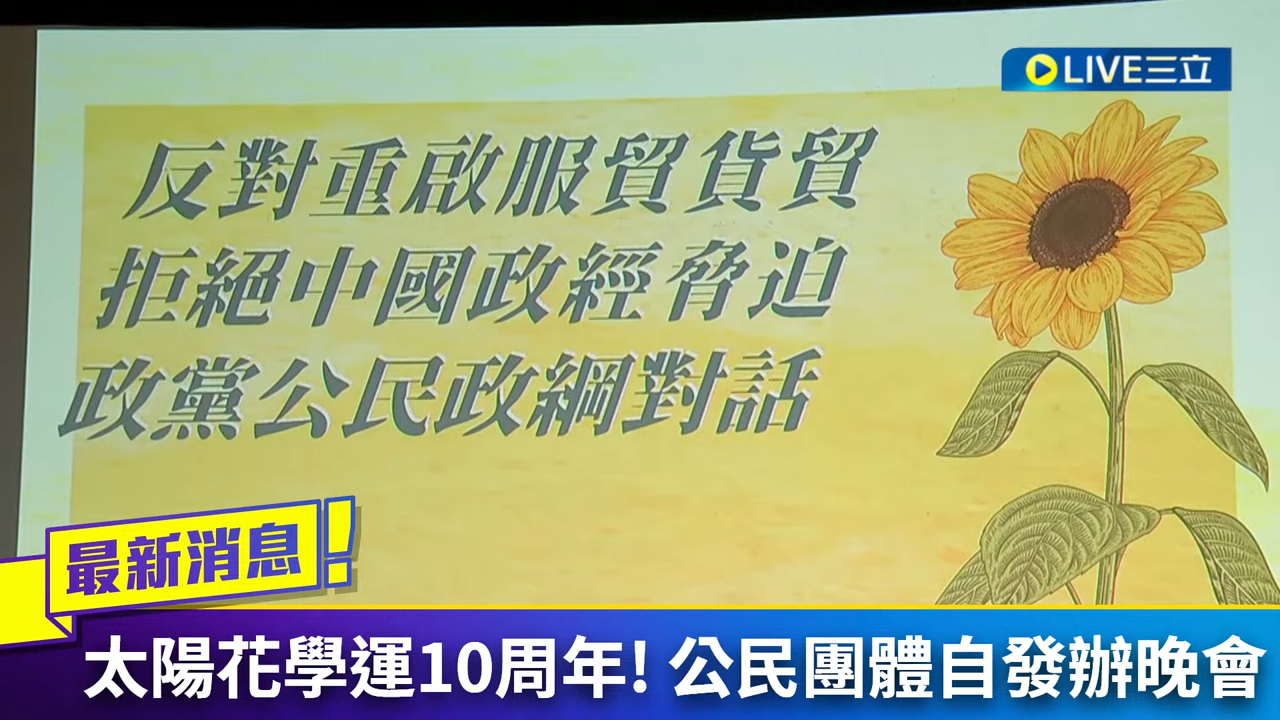 LIVE三立
反對重啟服貿貨貿
拒絕中國政經脅迫
政黨公民政綱對話
最新消息!
太陽花學運10周年! 公民團體自發辦晚會